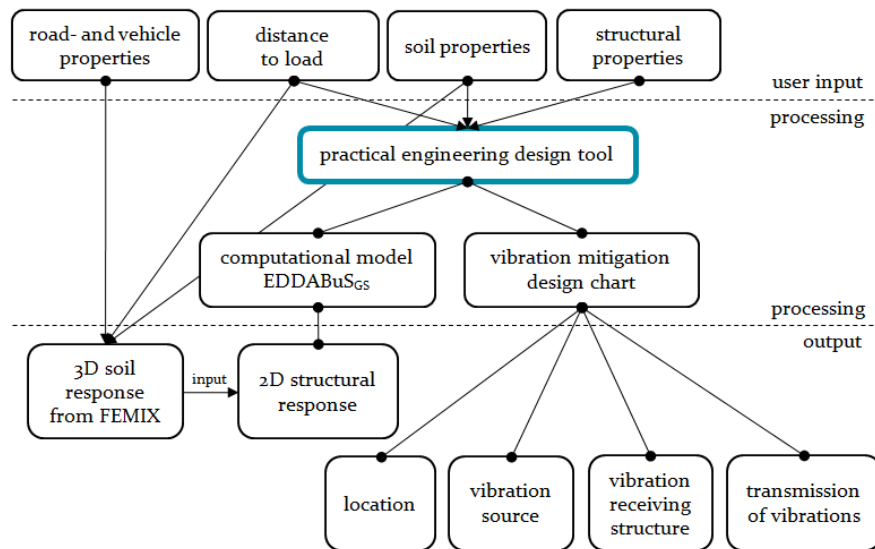 road- and vehicle
properties
distance
to load
soil properties
structural
properties
user input
processing
practical engineering design tool
computational model
EDDABuS_GS
vibration mitigation
design chart
processing
output
3D soil
response
from FEMIX
input
2D structural
response
location
vibration
source
vibration
receiving
structure
transmission
of vibrations